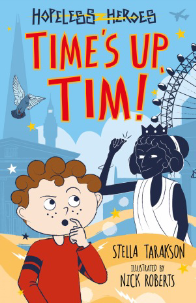 HOPELESS HEROES
TIME'S UP,
TIM!
STELLA TARAKSON
ILLUSTRATED BY
NICK ROBERTS